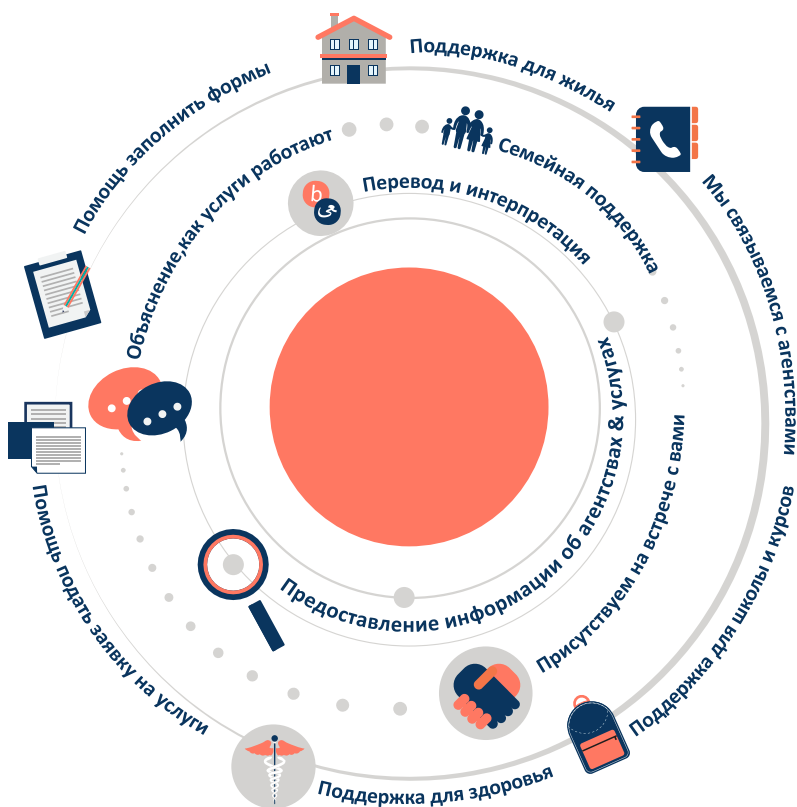 Поддержка для жилья
Мы связываемся с агентствами
Поддержка для школы и курсов
Поддержка для здоровья
Помощь подать заявку на услуги
Помощь заполнить формы
Объяснение,как услуги работают
Семейная поддержка
Присутствуем на встрече с вами
Перевод и интерпретация
Предоставление информации об агентствах & услугах
b
عی